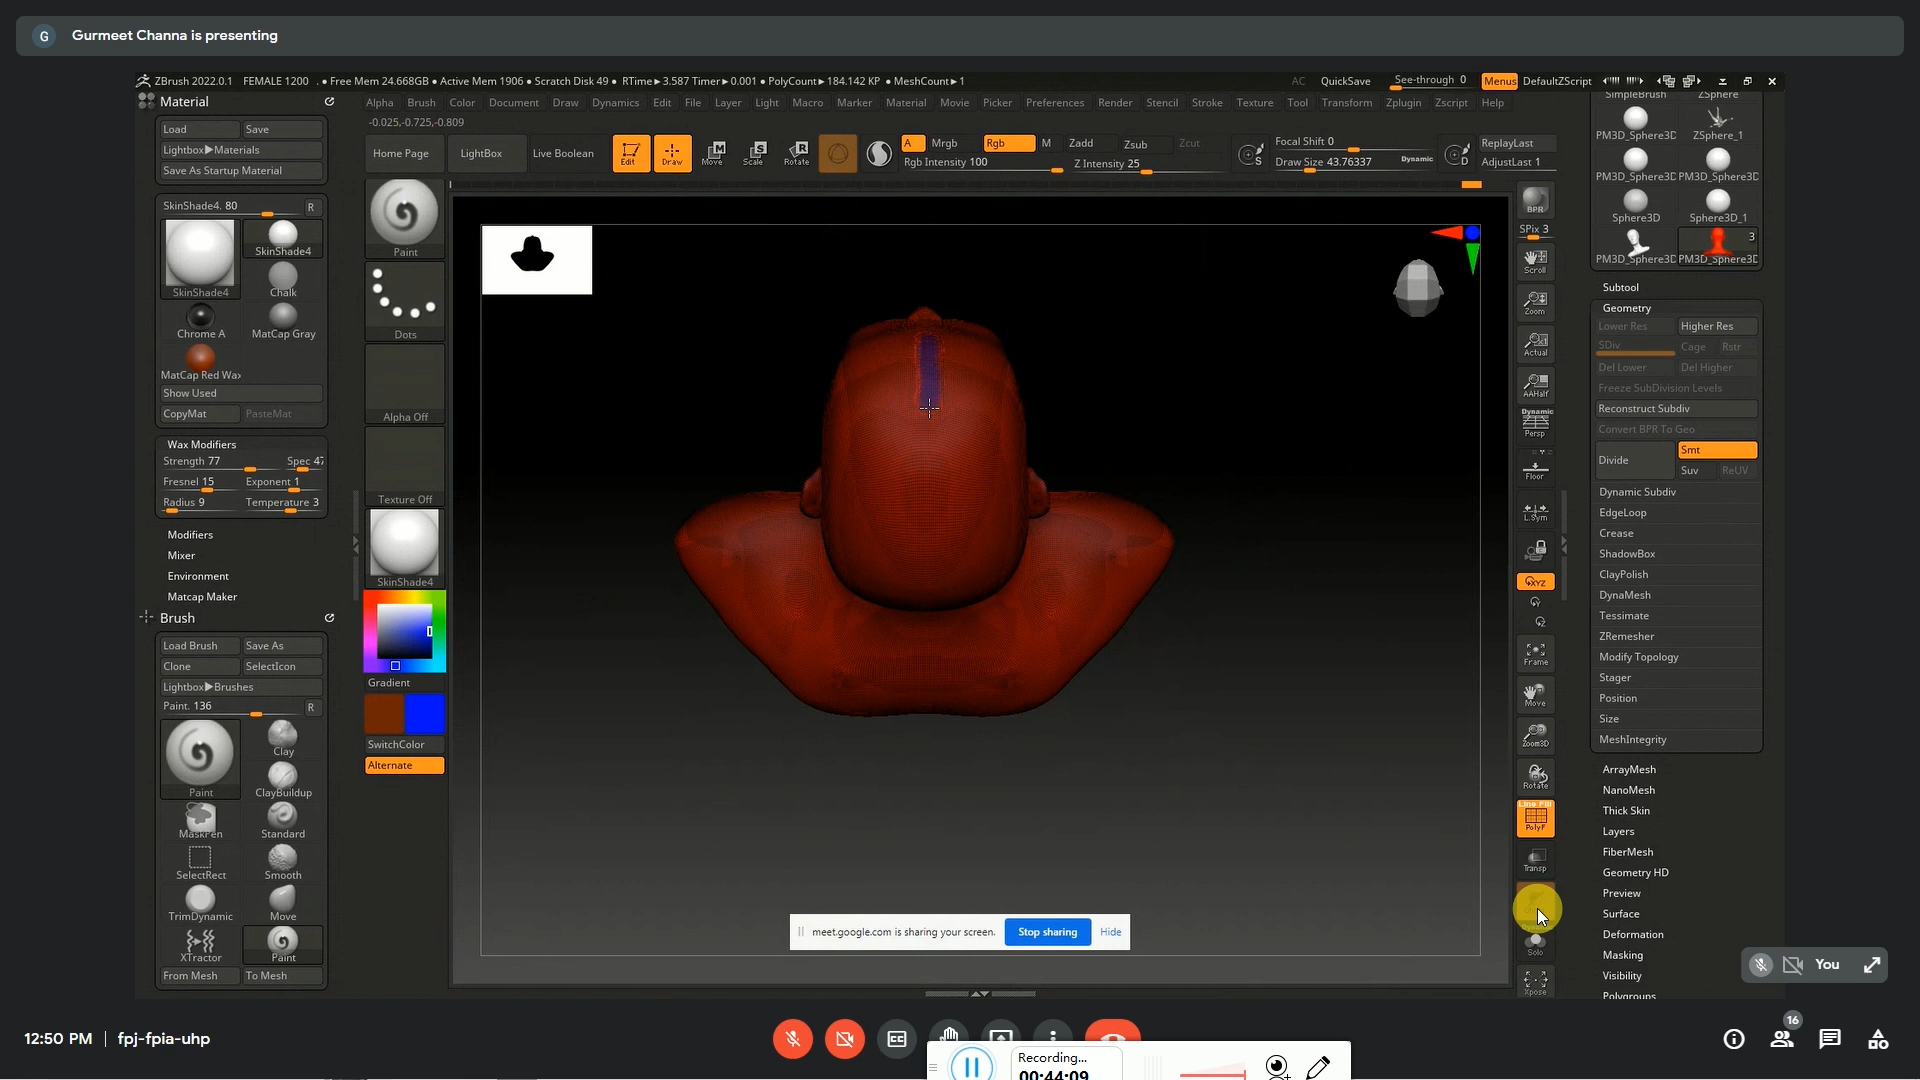 G Gurmeet Channa is presenting
ZBrush 2022.0.1 FEMALE 1200 . • Free Mem 24.668GB • Active Mem 1906 • Scratch Disk 49 • RTime►3.587 Timer►0.001 • PolyCount►184.142 KP • MeshCount►1
AC QuickSave See-through 0 Menus DefaultZScript
Material
Alpha Brush Color Document Draw Dynamics Edit File Layer Light Macro Marker Material Movie Picker Preferences Render Stencil Stroke Texture Tool Transform Zplugin Zscript Help
-0.025,-0.725,-0.809
Load Save
Lightbox▶Materials
Save As Startup Material
Home Page LightBox Live Boolean Edit Draw Move Scale Rotate
A Mrgb Rgb M Zadd Zsub Zcut
Rgb Intensity 100 Z Intensity 25
Focal Shift 0
Draw Size 43.76337 Dynamic
ReplayLast
AdjustLast 1
SkinShade4. 80 R
SkinShade4 SkinShade4
Chalk
Chrome A MatCap Gray
MatCap Red Wax
Show Used
CopyMat PasteMat
Wax Modifiers
Strength 77 Spec 47
Fresnel 15 Exponent 1
Radius 9 Temperature 3
Modifiers
Mixer
Environment
Matcap Maker
Brush
Load Brush Save As
Clone SelectIcon
Lightbox▶Brushes
Paint. 136 R
Paint Clay
ClayBuildup
MaskPen Standard
SelectRect Smooth
TrimDynamic Move
XTractor Paint
From Mesh To Mesh
Paint
Dots
Alpha Off
Texture Off
SkinShade4
Gradient
SwitchColor
Alternate
BPR
SPix 3
Scroll
Zoom
Actual
AAHalf
Dynamic
Persp
Floor
L.Sym
XYZ
Frame
Move
Zoom3D
Rotate
Line Fill
PolyF
Transp
Solo
Xpose
SimpleBrush ZSphere
PM3D_Sphere3D ZSphere_1
PM3D_Sphere3D PM3D_Sphere3D
Sphere3D Sphere3D_1
3
PM3D_Sphere3D PM3D_Sphere3D
Subtool
Geometry
Lower Res Higher Res
SDiv Cage Rstr
Del Lower Del Higher
Freeze SubDivision Levels
Reconstruct Subdiv
Convert BPR To Geo
Divide Smt
Suv ReUV
Dynamic Subdiv
EdgeLoop
Crease
ShadowBox
ClayPolish
DynaMesh
Tessimate
ZRemesher
Modify Topology
Stager
Position
Size
MeshIntegrity
ArrayMesh
NanoMesh
Thick Skin
Layers
FiberMesh
Geometry HD
Preview
Surface
Deformation
Masking
Visibility
Polygroups
meet.google.com is sharing your screen. Stop sharing Hide
You
12:50 PM | fpj-fpia-uhp
16
Recording...
00:44:09